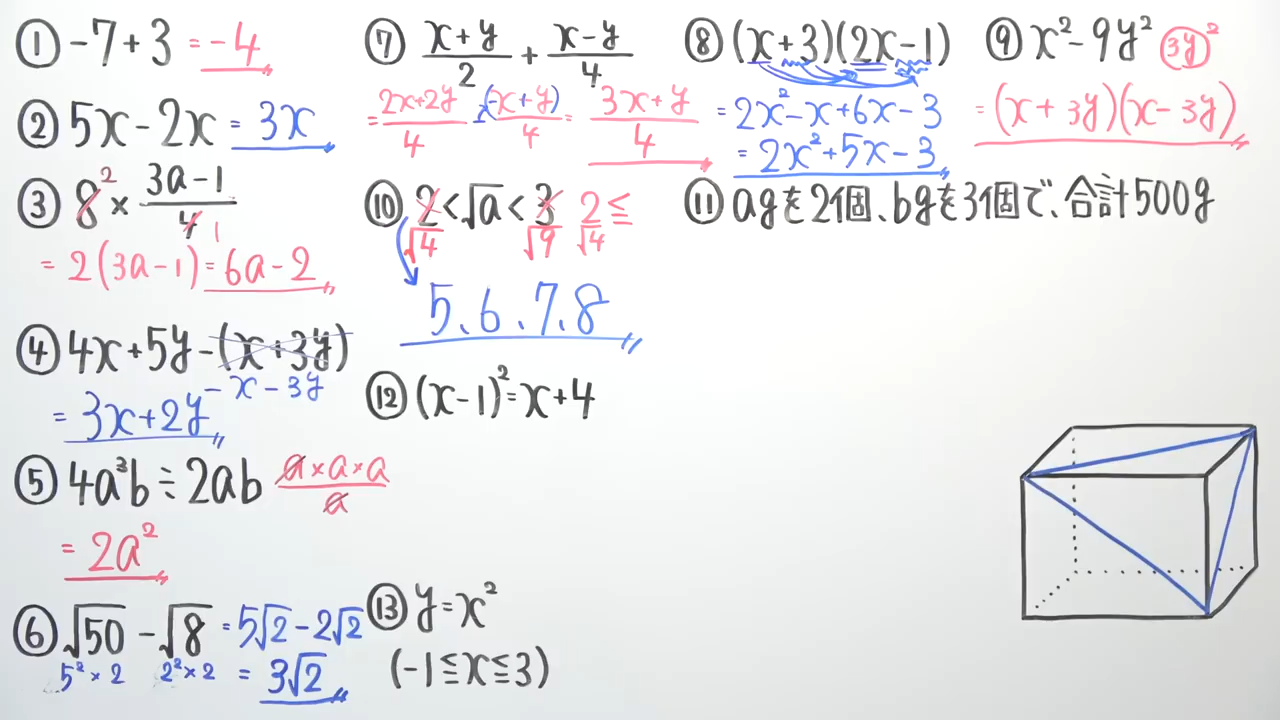 ① -7+3 = -4
② 5x-2x = 3x
③ 8² × (3a-1)/4 1
= 2(3a-1) = 6a-2
④ 4x+5y-(x+3y)
-x-3y
= 3x+2y
⑤ 4a³b÷2ab a×a×a/a
= 2a²
⑥ √50 - √8 = 5√2 - 2√2
5²×2 2²×2 = 3√2
⑦ (x+y)/2 + (x-y)/4
= (2x+2y)/4 + (x-y)/4 = (3x+y)/4
⑧ (x+3)(2x-1)
= 2x²-x+6x-3
= 2x²+5x-3
⑨ x²-9y² (3y)²
= (x+3y)(x-3y)
⑩ 2<√a<3 2≦
√4 √9 √4
5、6、7、8
⑪ agを2個、bgを3個で、合計500g
⑫ (x-1)²=x+4
⑬ y=x²
(-1≦x≦3)